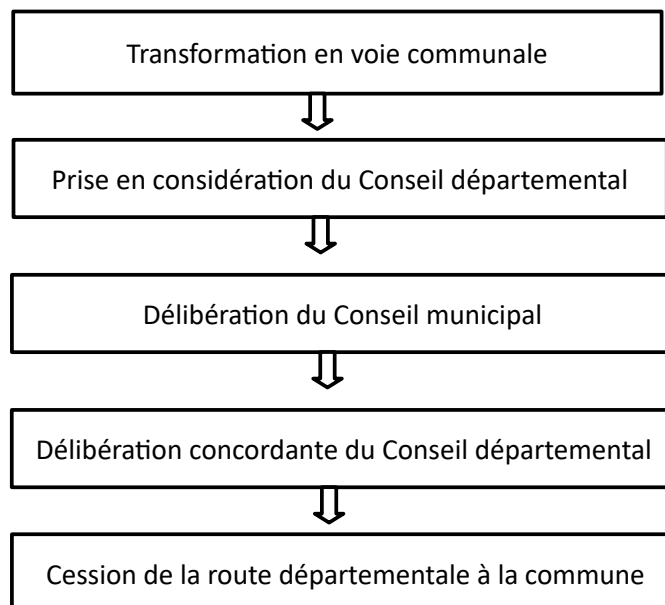 Transformation en voie communale
Prise en considération du Conseil départemental
Délibération du Conseil municipal
Délibération concordante du Conseil départemental
Cession de la route départementale à la commune